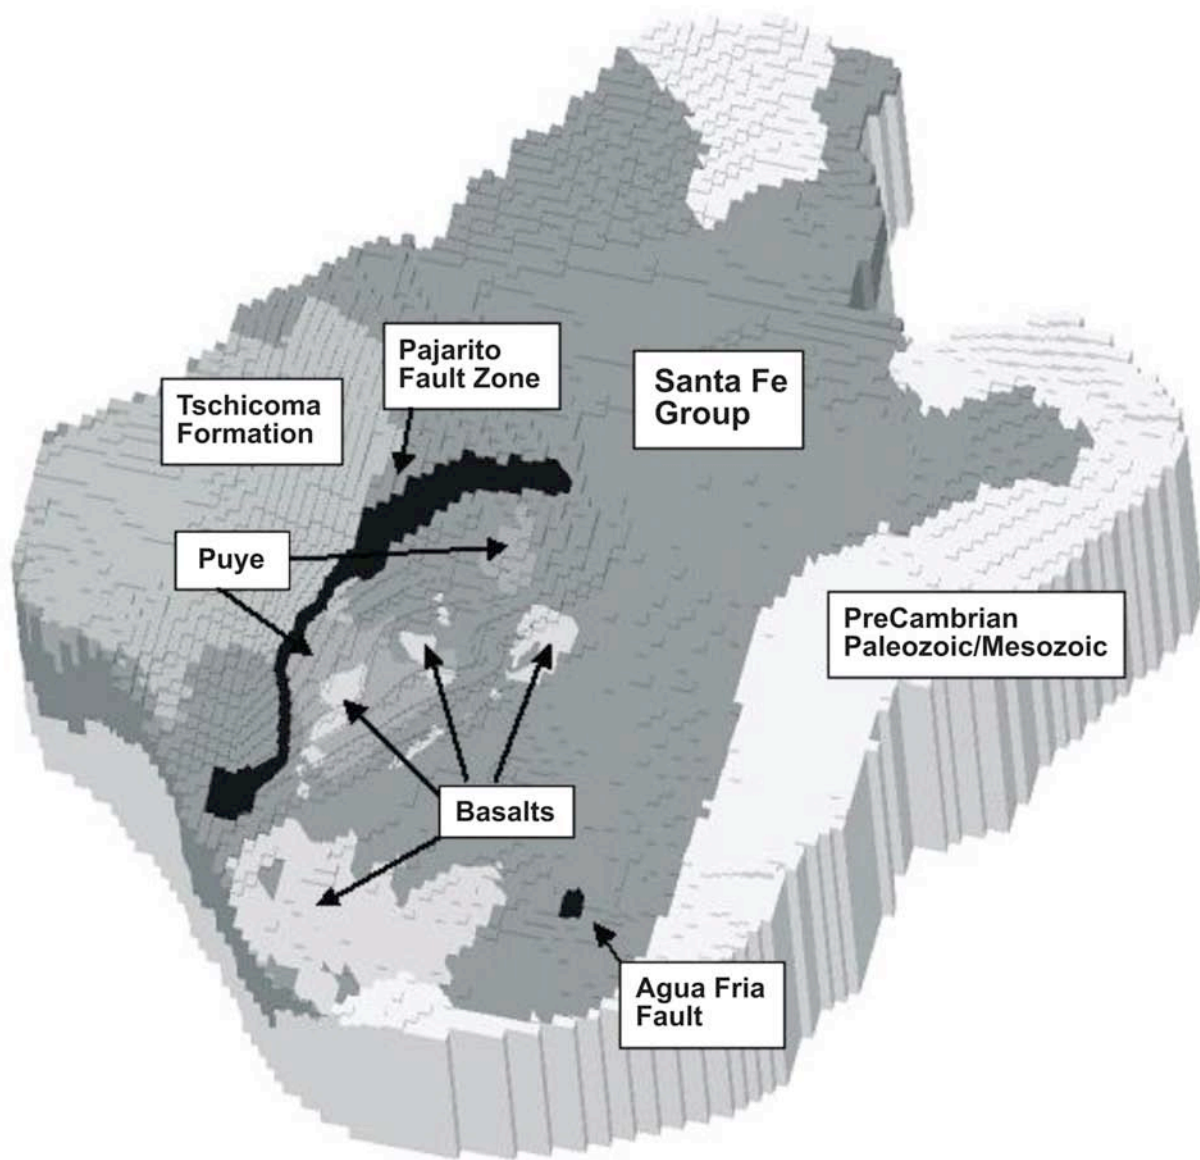 Pajarito
Fault Zone
Santa Fe
Group
Tschicoma
Formation
Puye
PreCambrian
Paleozoic/Mesozoic
Basalts
Agua Fria
Fault